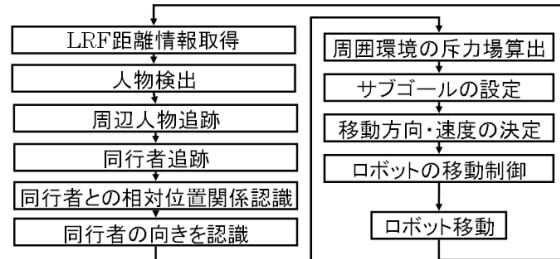 LRF距離情報取得
人物検出
周辺人物追跡
同行者追跡
同行者との相対位置関係認識
同行者の向きを認識
周囲環境の斥力場算出
サブゴールの設定
移動方向・速度の決定
ロボットの移動制御
ロボット移動